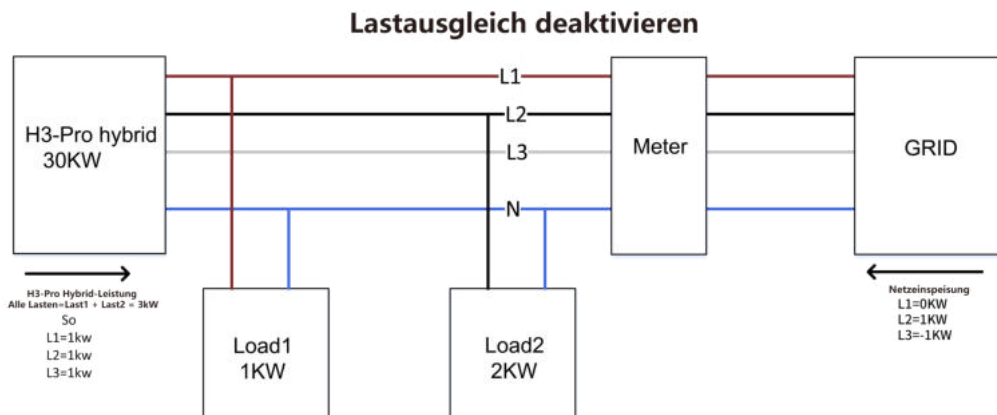 Lastausgleich deaktivieren
L1
L2
L3
N
H3-Pro hybrid
30KW
Meter
GRID
H3-Pro Hybrid-Leistung
Alle Lasten=Last1 + Last2 = 3kW
So
L1=1kw
L2=1kw
L3=1kw
Load1
1KW
Load2
2KW
Netzeinspeisung
L1=0KW
L2=1KW
L3=-1KW